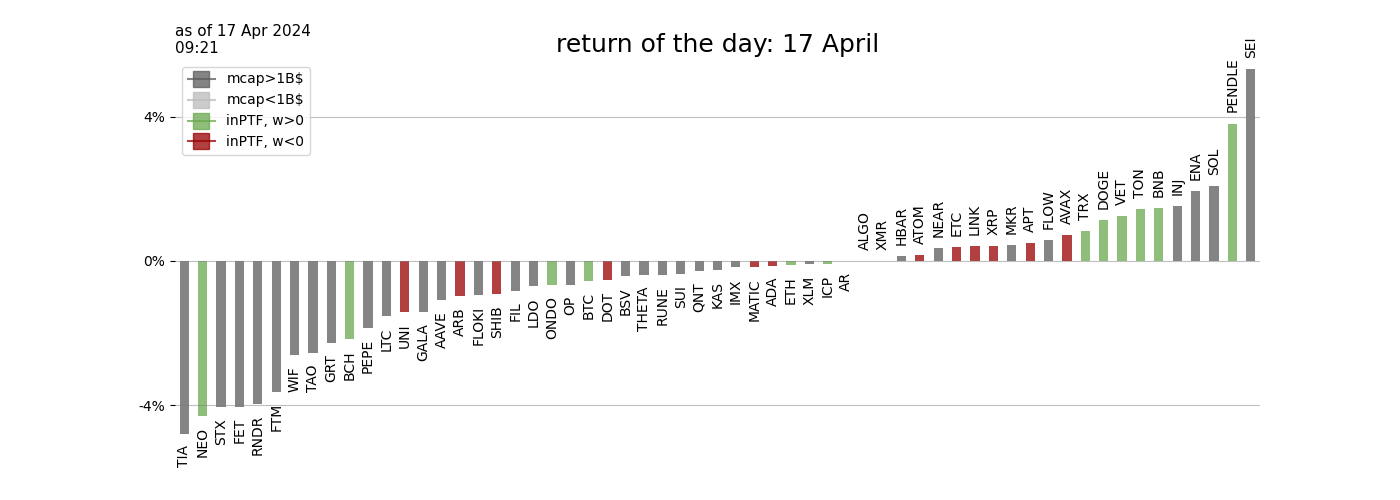 as of 17 Apr 2024
09:21
return of the day: 17 April
mcap>1B$
mcap<1B$
inPTF, w>0
inPTF, w<0
4%
0%
-4%
TIA
NEO
STX
FET
RNDR
FTM
WIF
TAO
GRT
BCH
PEPE
LTC
UNI
GALA
AAVE
ARB
FLOKI
SHIB
FIL
LDO
ONDO
OP
BTC
DOT
BSV
THETA
RUNE
SUI
QNT
KAS
IMX
MATIC
ADA
ETH
XLM
ICP
AR
ALGO
XMR
HBAR
ATOM
NEAR
ETC
LINK
XRP
MKR
APT
FLOW
AVAX
TRX
DOGE
VET
TON
BNB
INJ
ENA
SOL
PENDLE
SEI